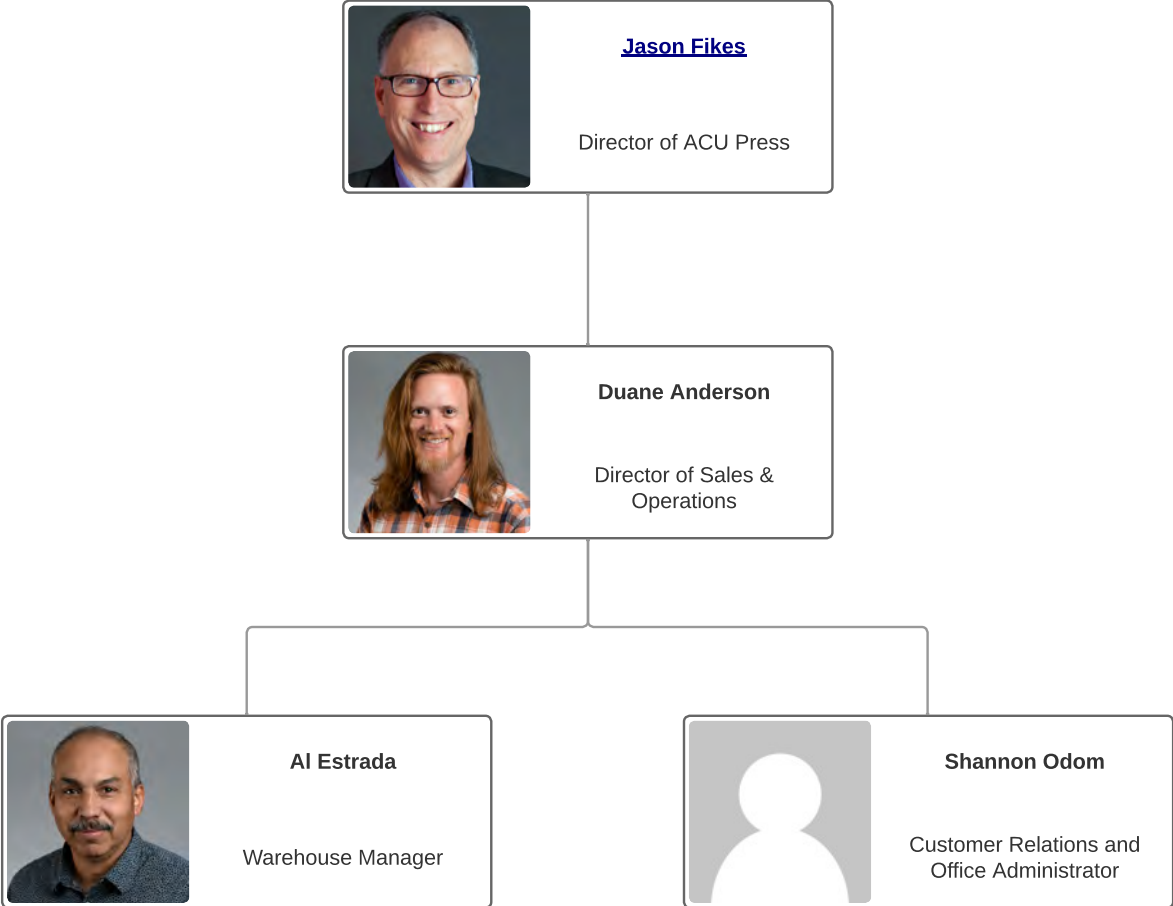 Jason Fikes
Director of ACU Press
Duane Anderson
Director of Sales &
Operations
Al Estrada
Warehouse Manager
Shannon Odom
Customer Relations and
Office Administrator